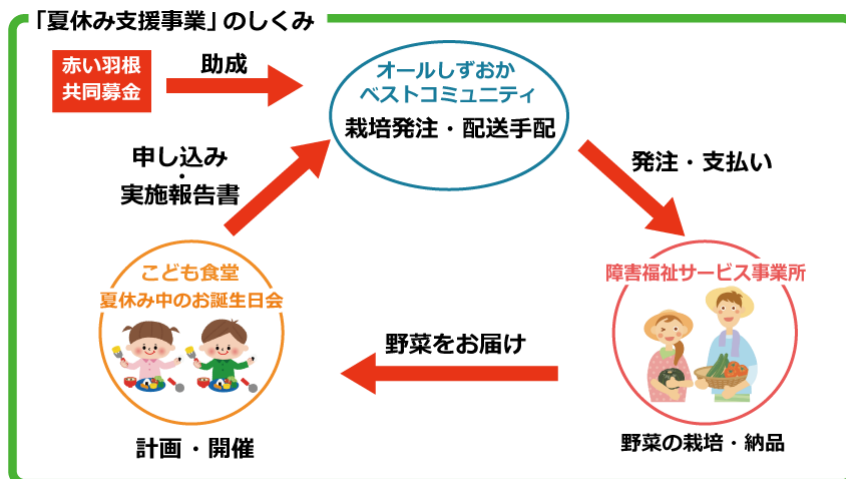 「夏休み支援事業」のしくみ
赤い羽根
共同募金
助成
オールしずおか
ベストコミュニティ
栽培発注・配送手配
申し込み
・
実施報告書
発注・支払い
こども食堂
夏休み中のお誕生日会
障害福祉サービス事業所
野菜をお届け
計画・開催
野菜の栽培・納品